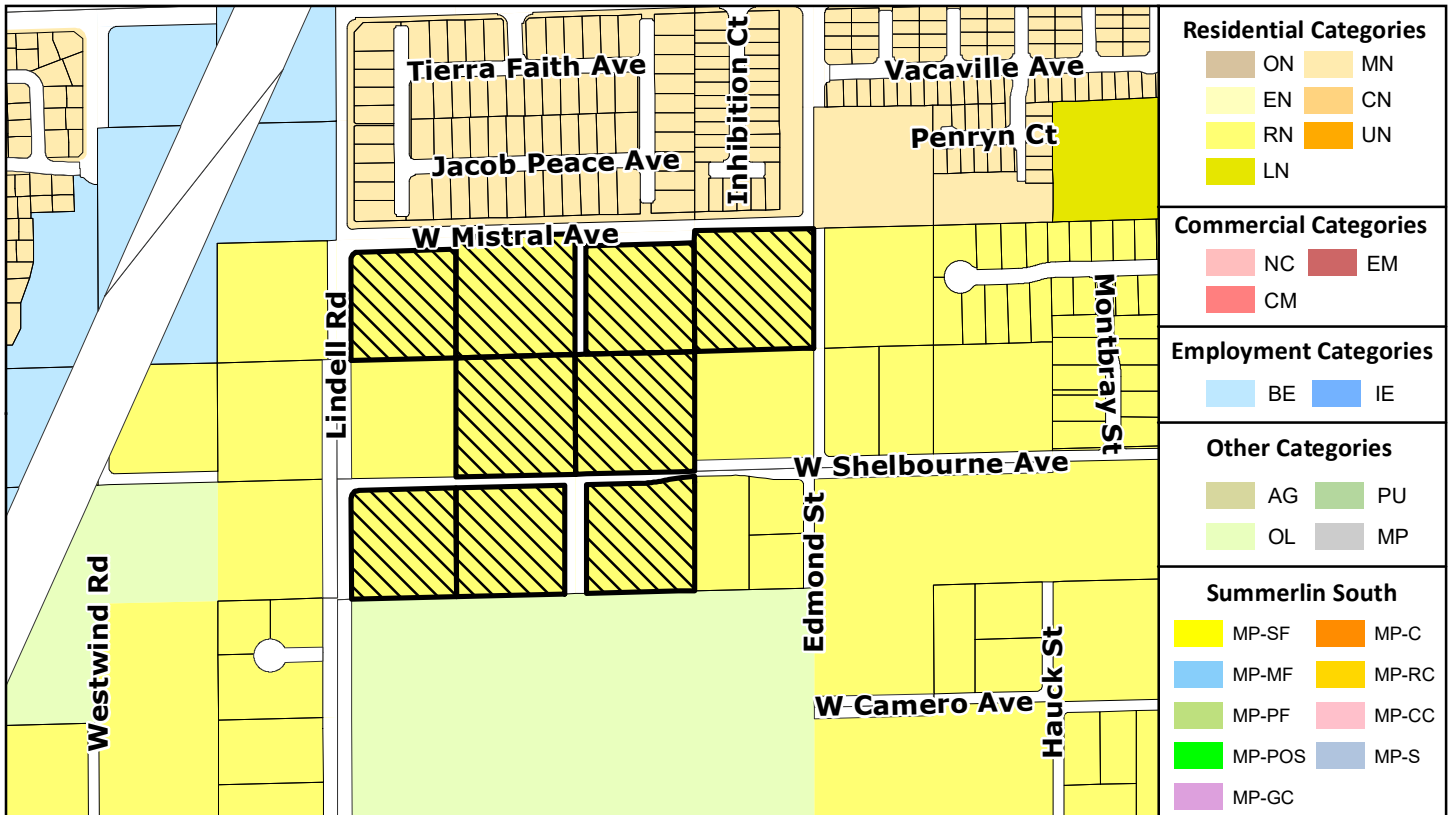 Tierra Faith Ave
Inhibition Ct
Vacaville Ave
Penryn Ct
Jacob Peace Ave
W Mistral Ave
Lindell Rd
Montbray St
W Shelbourne Ave
Edmond St
Westwind Rd
Hauck St
W Camero Ave
Residential Categories
ON MN
EN CN
RN UN
LN
Commercial Categories
NC EM
CM
Employment Categories
BE IE
Other Categories
AG PU
OL MP
Summerlin South
MP-SF MP-C
MP-MF MP-RC
MP-PF MP-CC
MP-POS MP-S
MP-GC